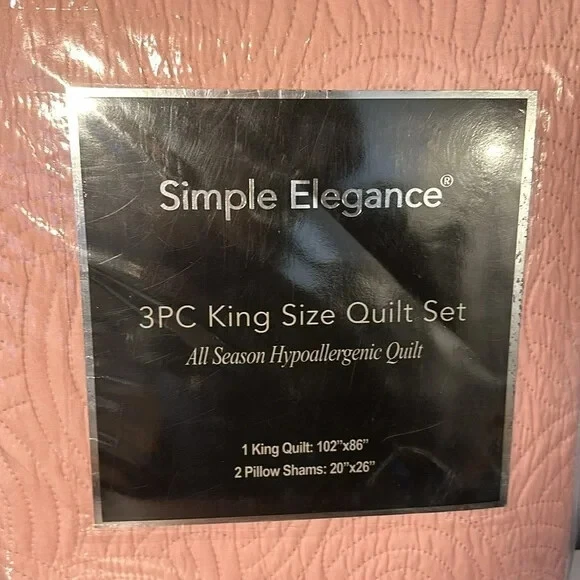 Simple Elegance®
3PC King Size Quilt Set
All Season Hypoallergenic Quilt
1 King Quilt: 102"x86"
2 Pillow Shams: 20"x26"